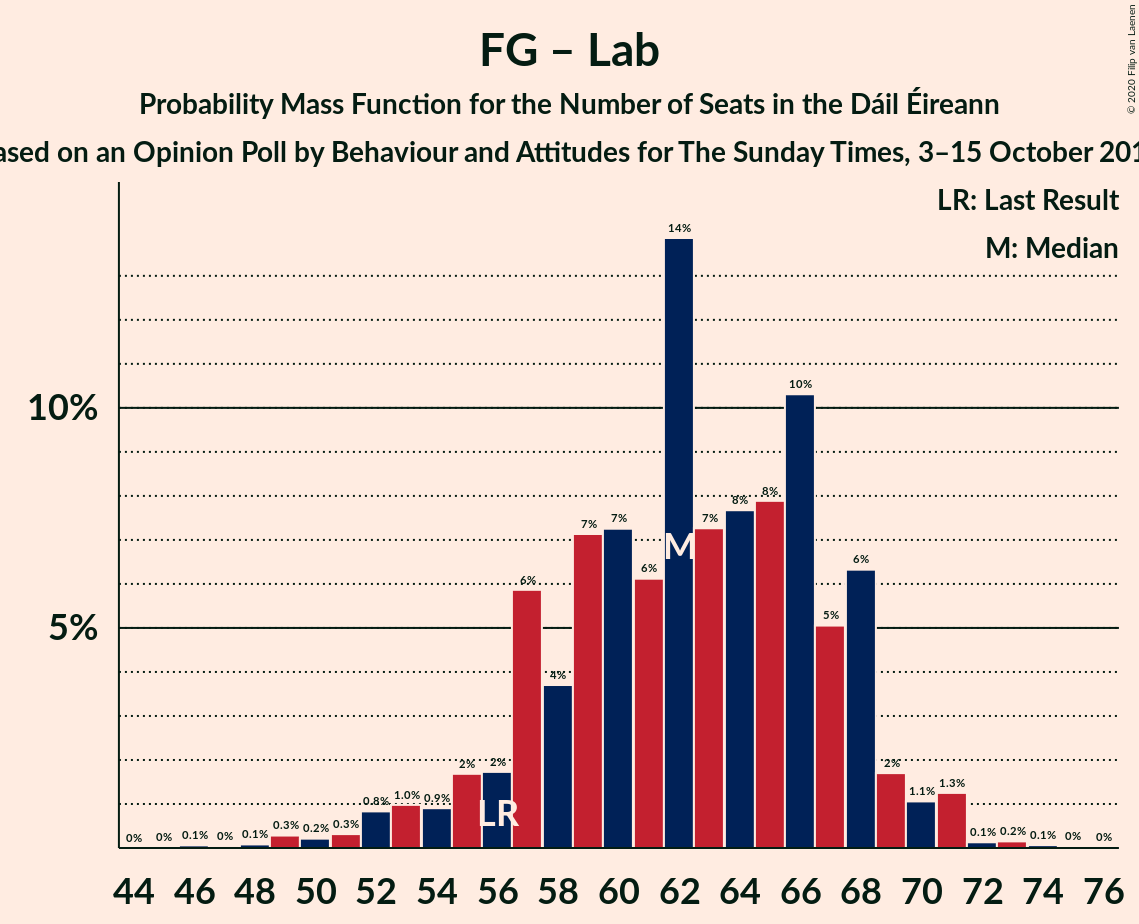 FG – Lab
Probability Mass Function for the Number of Seats in the Dáil Éireann
on an Opinion Poll by Behaviour and Attitudes for The Sunday Times, 3–15 October
© 2020 Filip van Laenen
LR: Last Result
M: Median
10%
5%
0% 0% 0.1% 0% 0.1% 0.3% 0.2% 0.3% 0.8% 1.0% 0.9% 2% 2% 6% 4% 7% 7% 6% 14% 7% 8% 8% 10% 5% 6% 2% 1.1% 1.3% 0.1% 0.2% 0.1% 0% 0%
M
LR
44 46 48 50 52 54 56 58 60 62 64 66 68 70 72 74 76